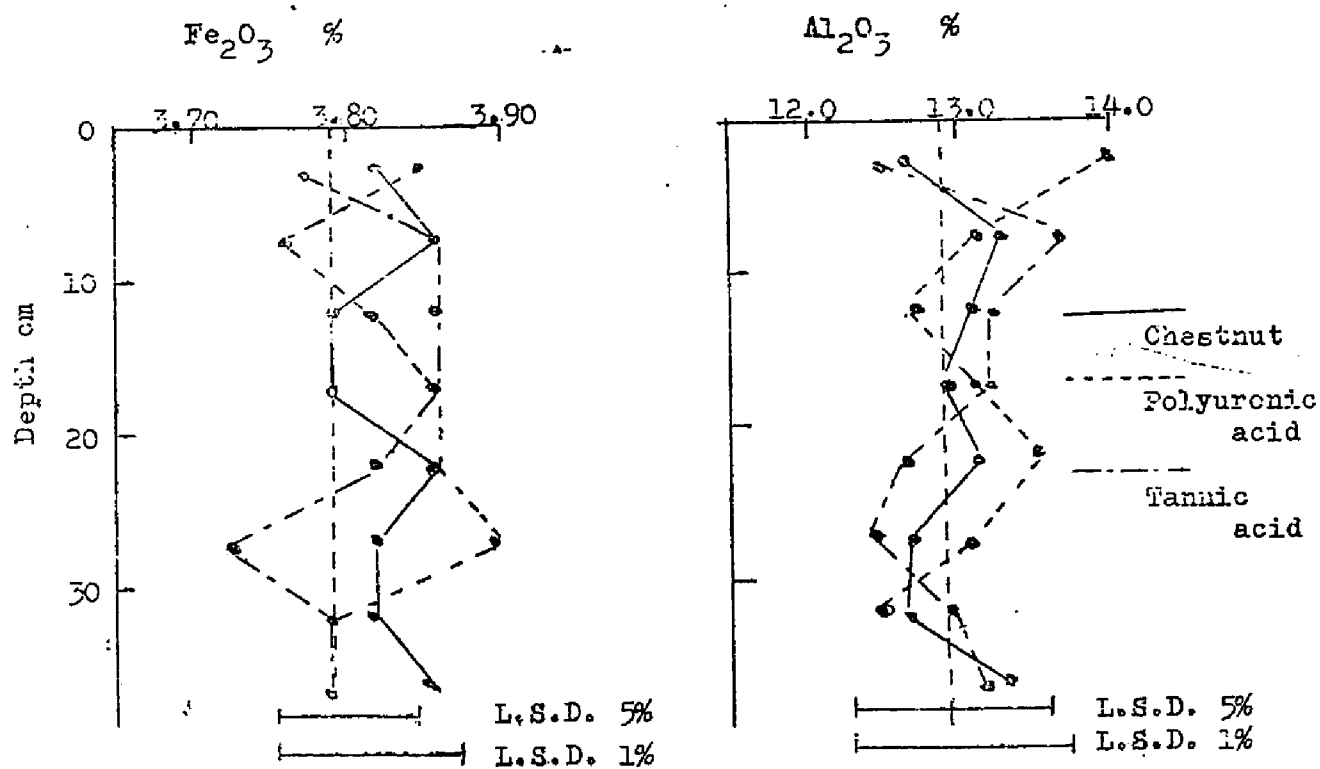 Fe2O3 %
Al2O3 %
3.70 3.80 3.90
12.0 13.0 14.0
0
10
20
30
Depth cm
Chestnut
Polyuronic
acid
Tannic
acid
L.S.D. 5%
L.S.D. 1%
L.S.D. 5%
L.S.D. 1%